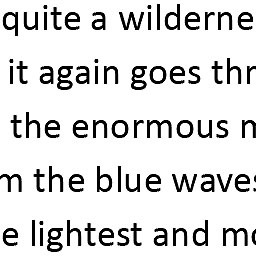 quite a wilderne
it again goes thr
the enormous m
m the blue waves
e lightest and mo